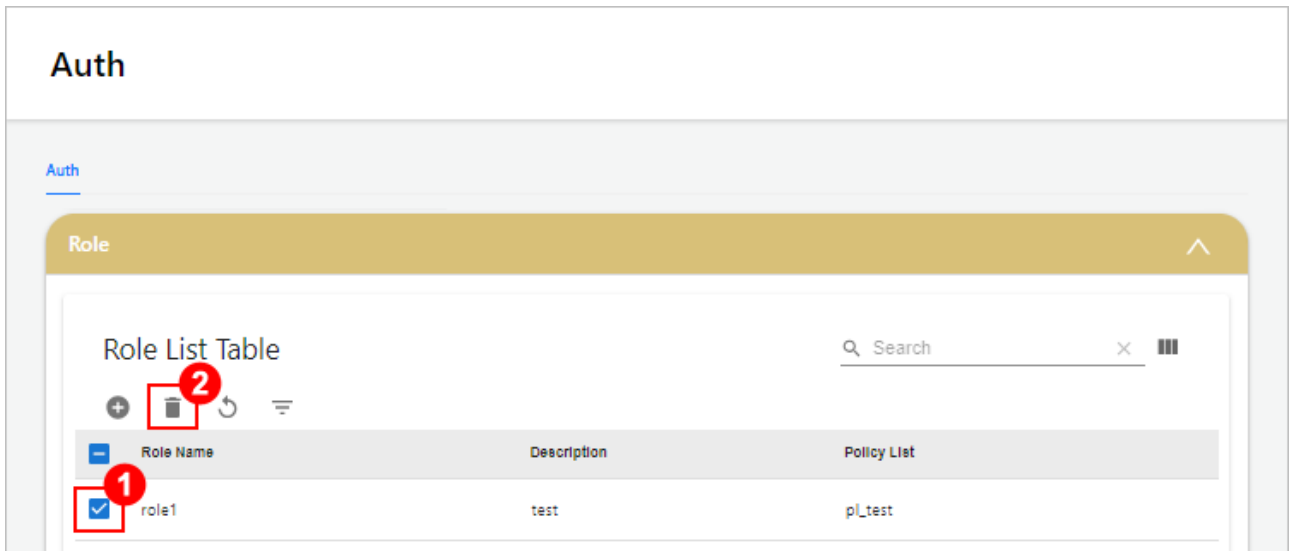 Auth
Auth
Role
Role List Table
Search
2
Role Name Description Policy List
1
role1 test pl_test